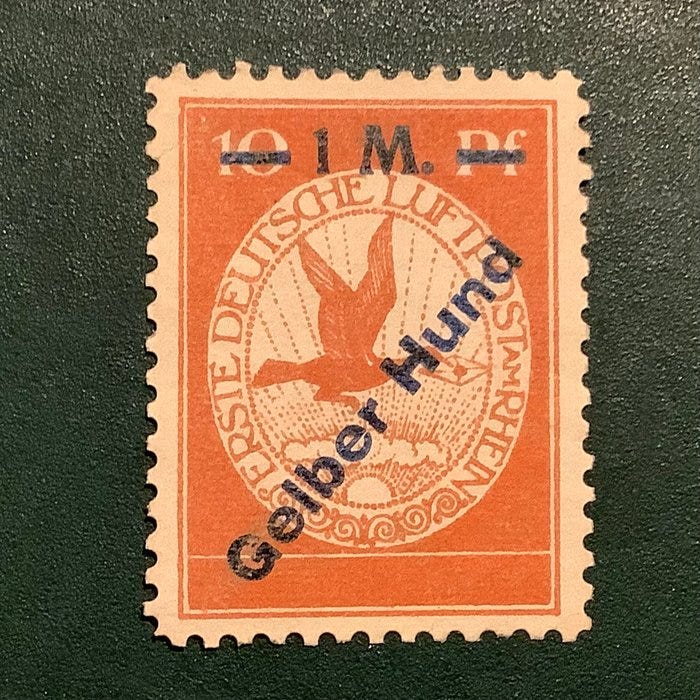 10 1 M. Pf
ERSTE DEUTSCHE LUFTPOST AM RHEIN
Gelber Hund